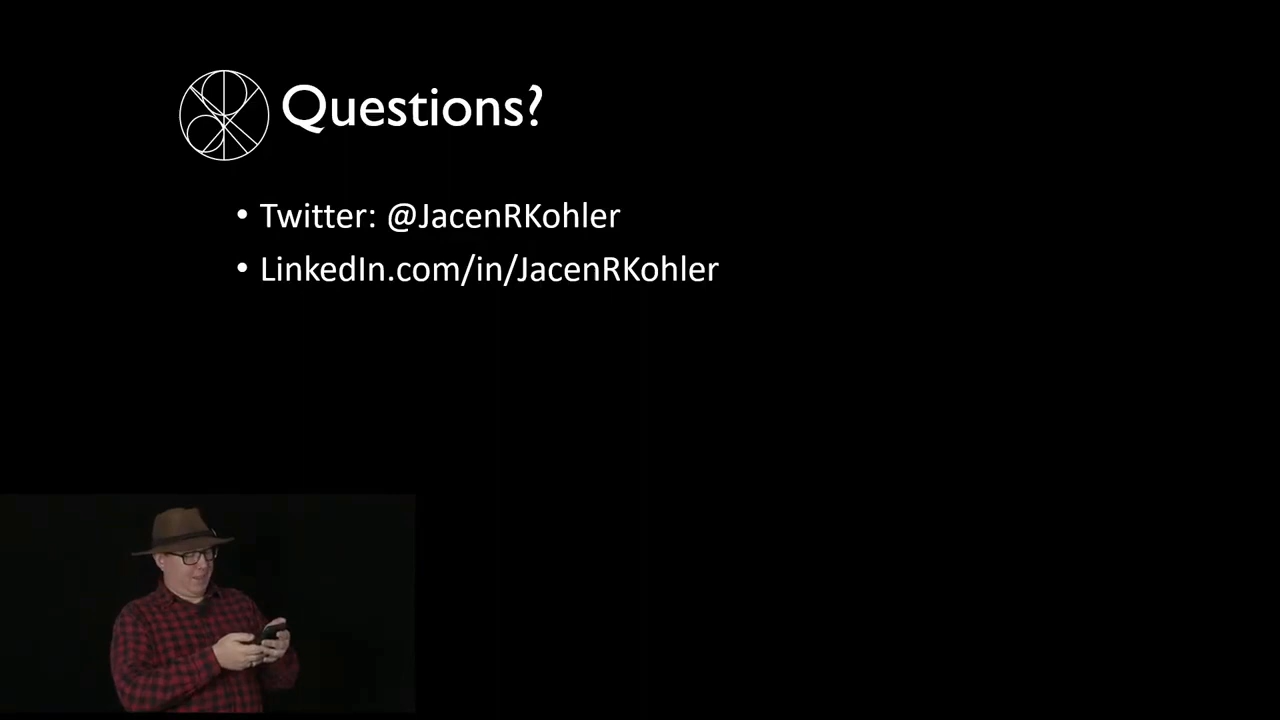 Questions?
• Twitter: @JacenRKohler
• LinkedIn.com/in/JacenRKohler